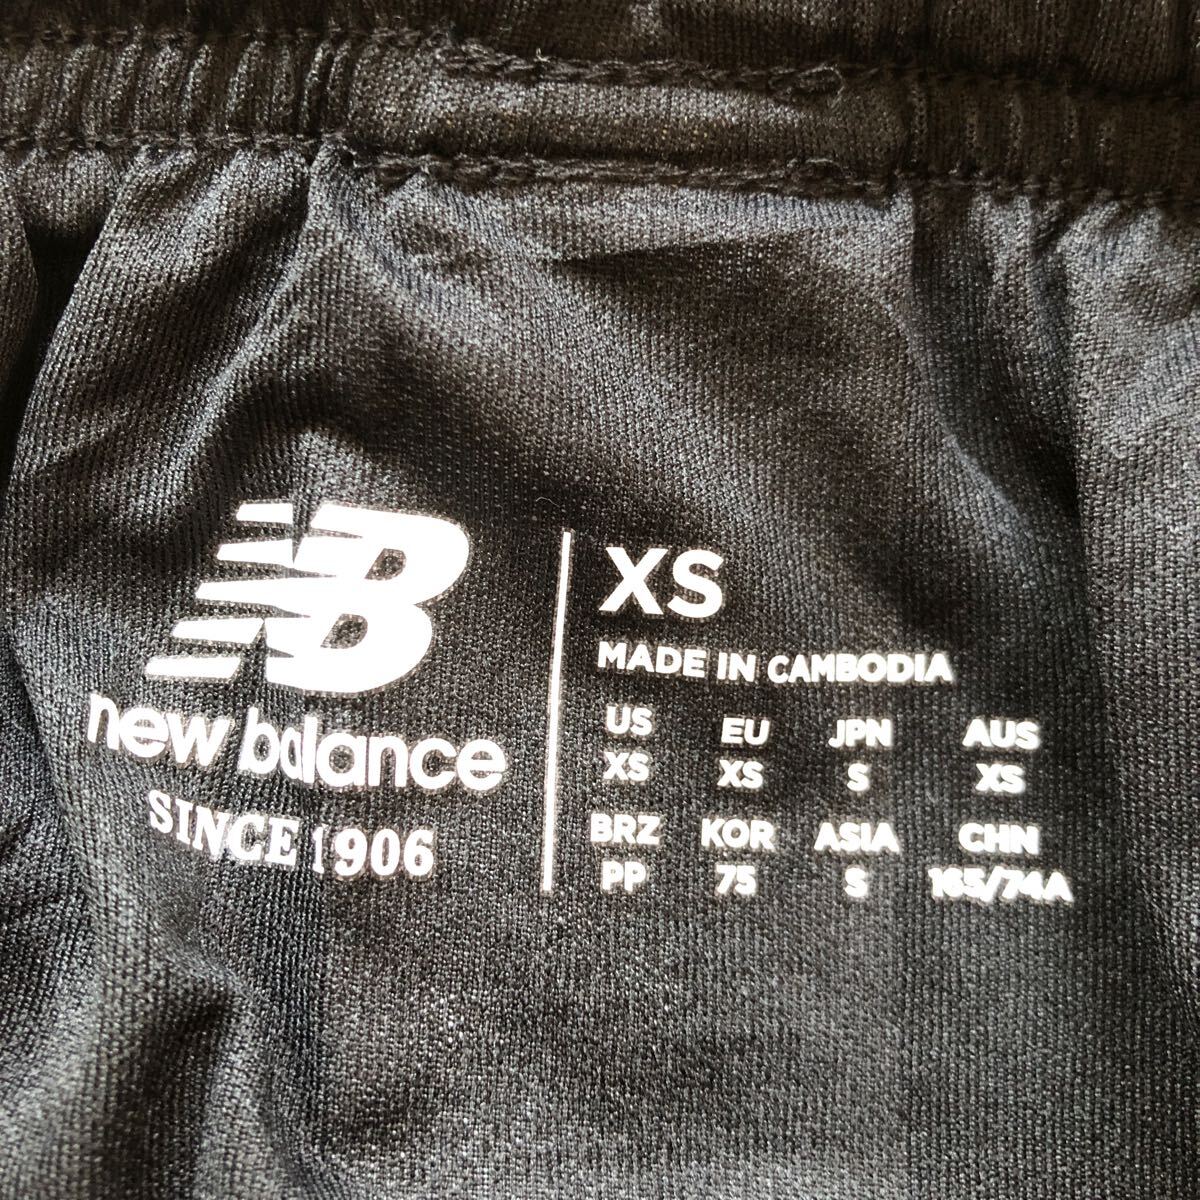 NB
new balance
SINCE 1906
XS
MADE IN CAMBODIA
US EU JPN AUS
XS XS S XS
BRZ KOR ASIA CHN
PP 75 S 165/74A